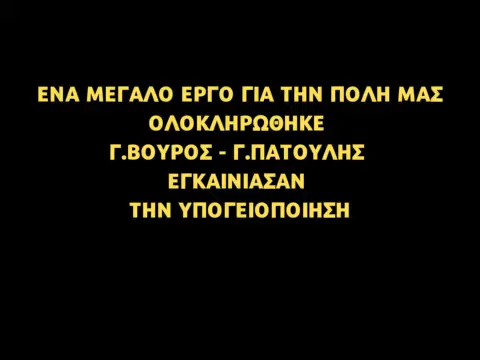 ΕΝΑ ΜΕΓΑΛΟ ΕΡΓΟ ΓΙΑ ΤΗΝ ΠΟΛΗ ΜΑΣ
ΟΛΟΚΛΗΡΩΘΗΚΕ
Γ.ΒΟΥΡΟΣ - Γ.ΠΑΤΟΥΛΗΣ
ΕΓΚΑΙΝΙΑΣΑΝ
ΤΗΝ ΥΠΟΓΕΙΟΠΟΙΗΣΗ